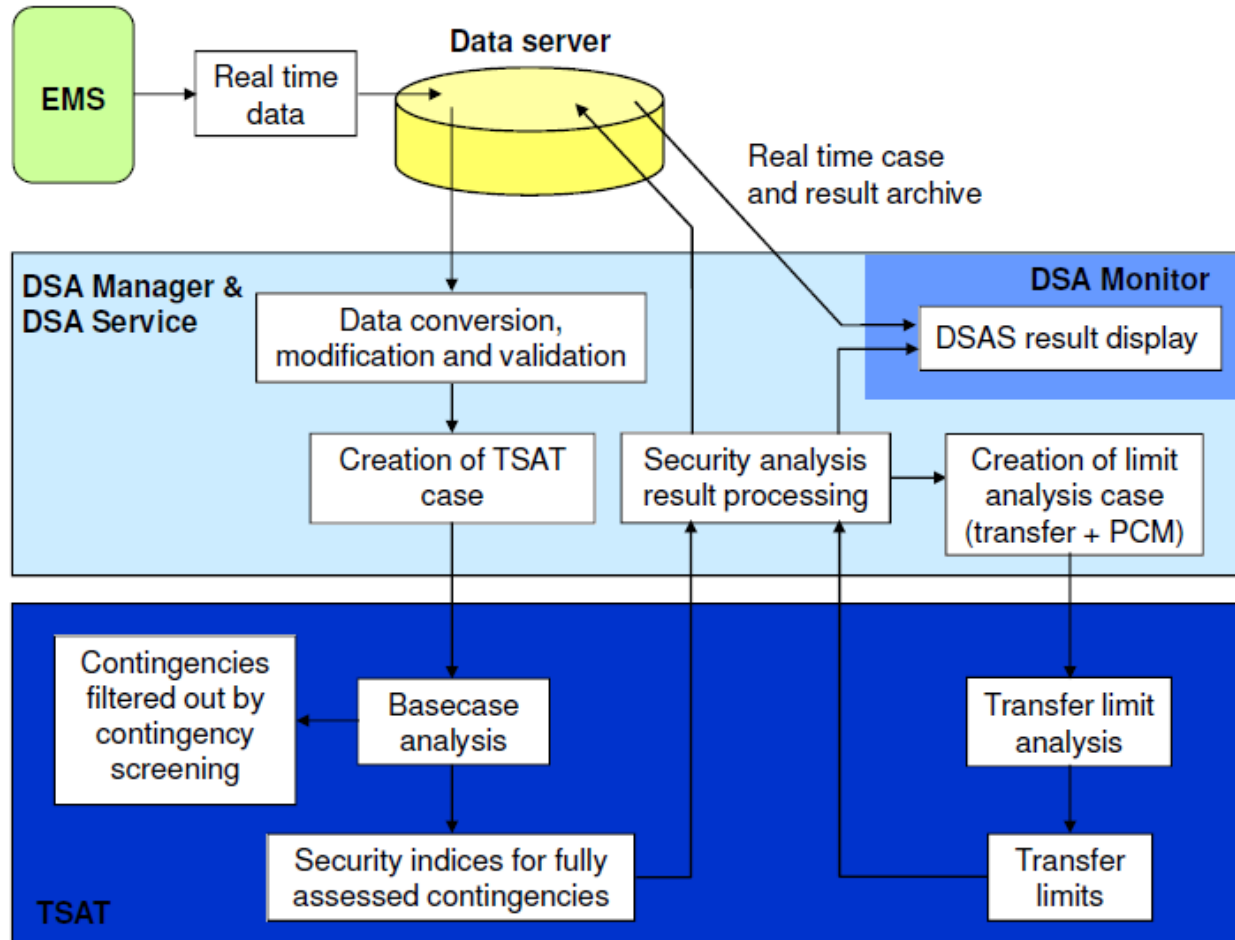 Data server
EMS
Real time
data
Real time case
and result archive
DSA Manager &
DSA Service
DSA Monitor
Data conversion,
modification and validation
DSAS result display
Creation of TSAT
case
Security analysis
result processing
Creation of limit
analysis case
(transfer + PCM)
Contingencies
filtered out by
contingency
screening
Basecase
analysis
Transfer limit
analysis
Security indices for fully
assessed contingencies
Transfer
limits
TSAT